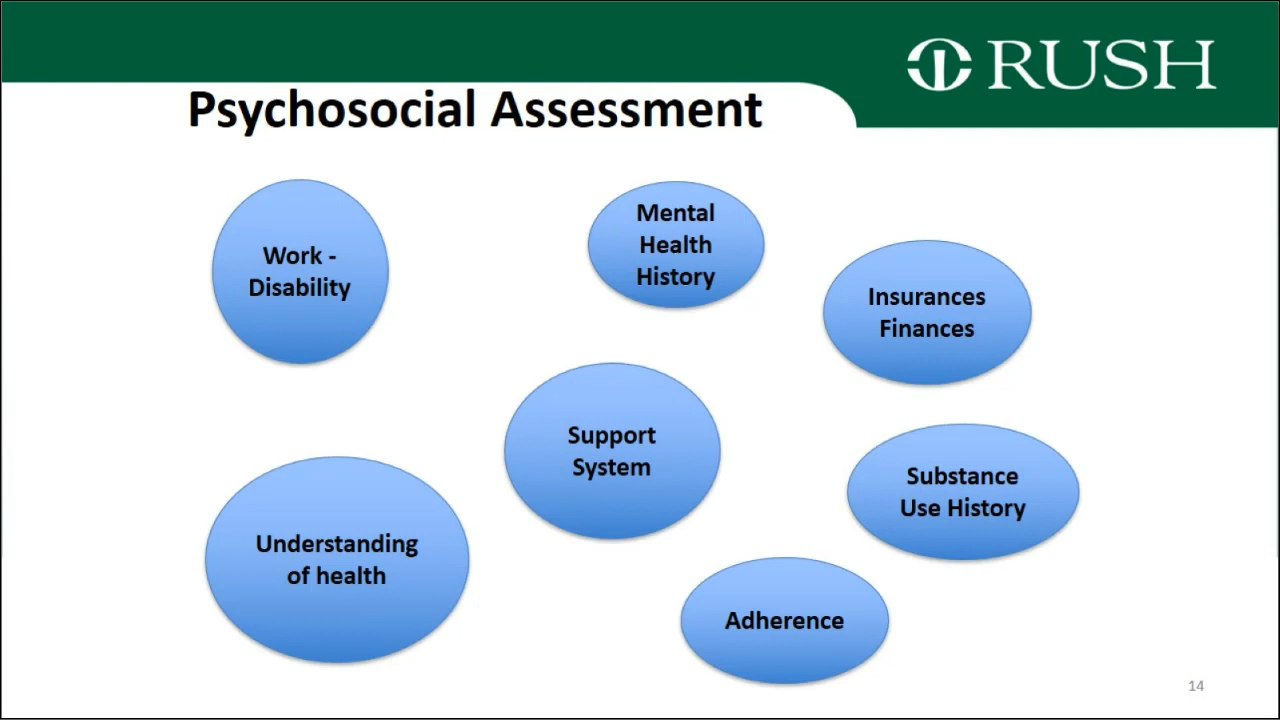 RUSH
Psychosocial Assessment
Work -
Disability
Mental
Health
History
Insurances
Finances
Support
System
Substance
Use History
Understanding
of health
Adherence
14